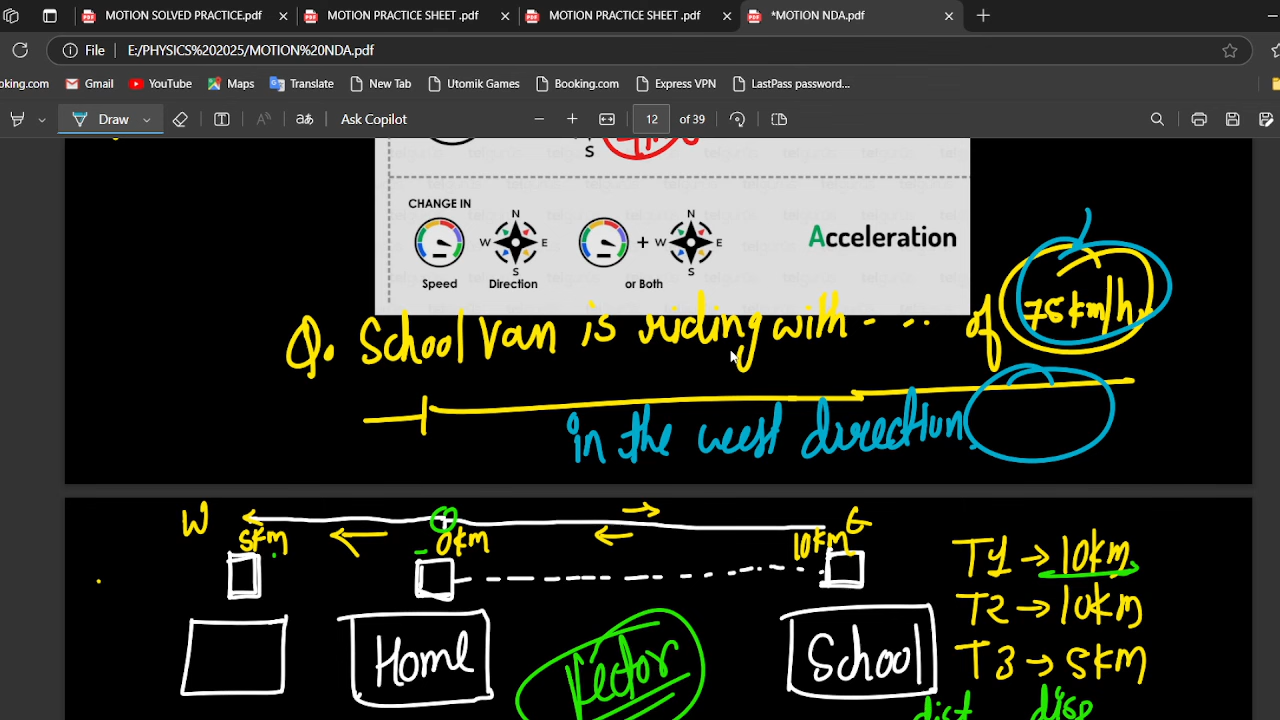 MOTION SOLVED PRACTICE.pdf
MOTION PRACTICE SHEET .pdf
MOTION PRACTICE SHEET .pdf
*MOTION NDA.pdf
File
E:/PHYSICS%202025/MOTION%20NDA.pdf
oking.com
Gmail
YouTube
Maps
Translate
New Tab
Utomik Games
Booking.com
Express VPN
LastPass password...
Draw
Ask Copilot
12
of 39
S
CHANGE IN
N
W
E
S
+
N
W
E
S
Acceleration
Speed
Direction
or Both
Q. School Van is riding with - - - of 75km/h
in the west direction.
W
5km
0km
10km
E
T1 → 10km
T2 → 10km
T3 → 5km
Home
Vector
School
dist
disp